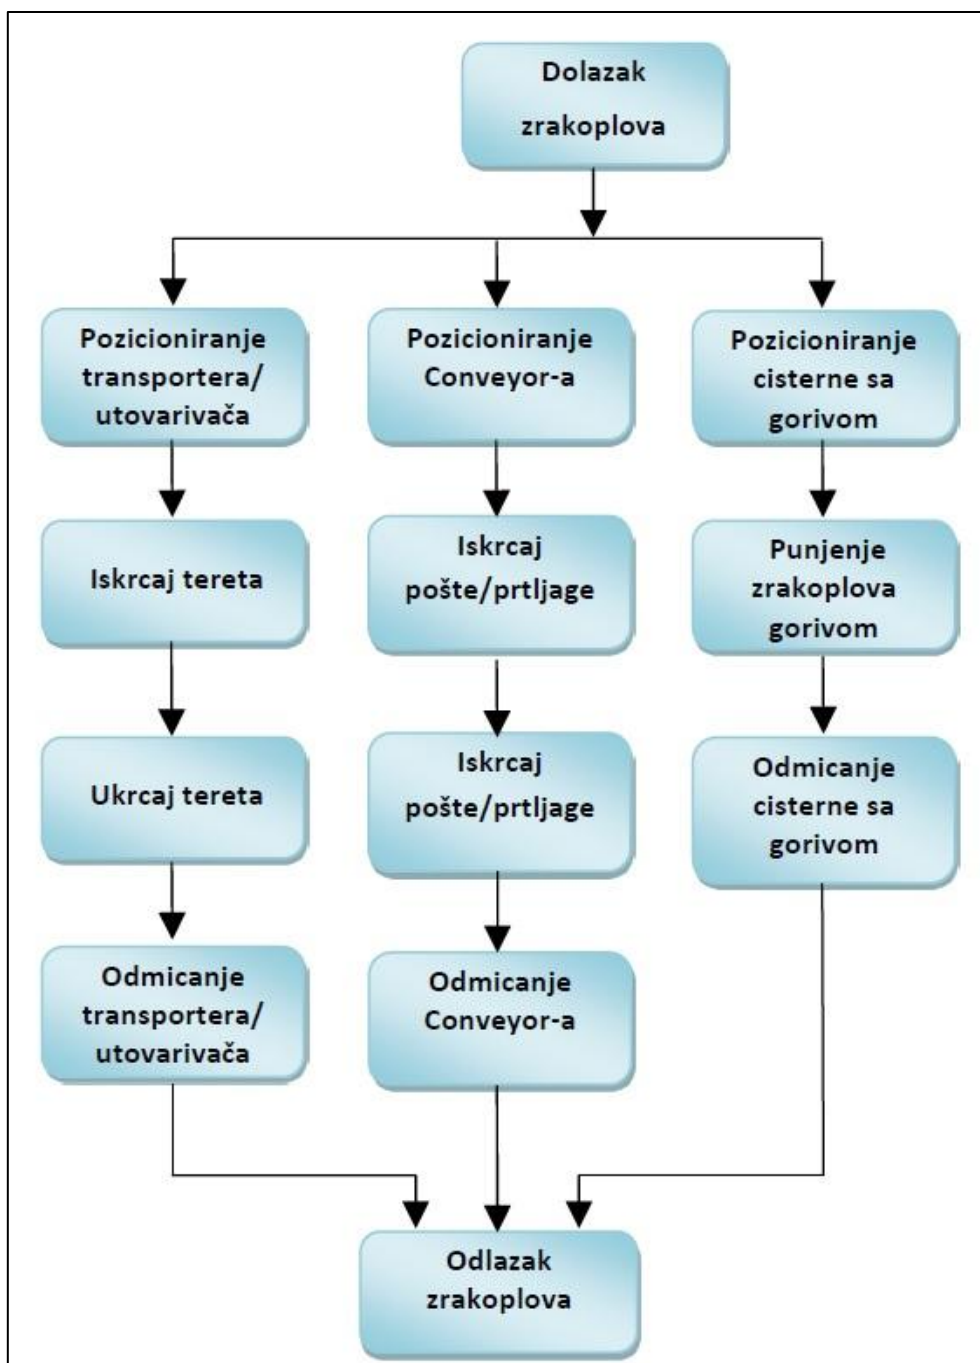 Dolazak
zrakoplova
Pozicioniranje
transportera/
utovarivača
Pozicioniranje
Conveyor-a
Pozicioniranje
cisterne sa
gorivom
Iskrcaj tereta
Iskrcaj
pošte/prtljage
Punjenje
zrakoplova
gorivom
Ukrcaj tereta
Iskrcaj
pošte/prtljage
Odmicanje
cisterne sa
gorivom
Odmicanje
transportera/
utovarivača
Odmicanje
Conveyor-a
Odlazak
zrakoplova